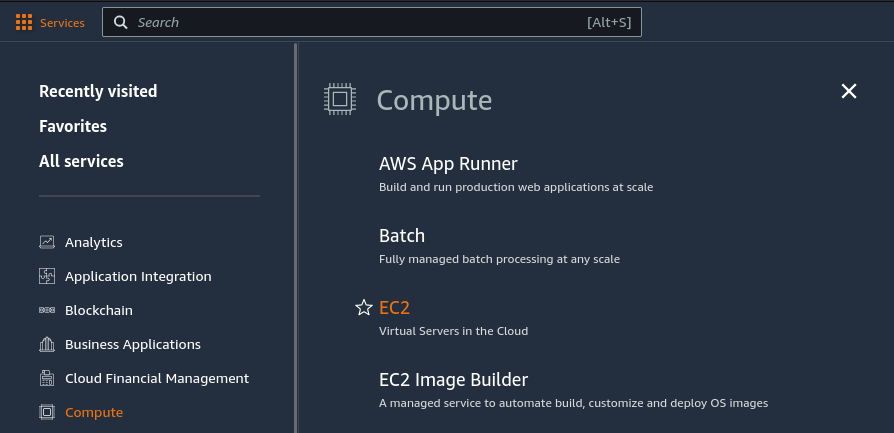 Services
Search [Alt+S]
Recently visited
Favorites
All services
Analytics
Application Integration
Blockchain
Business Applications
Cloud Financial Management
Compute
Compute
AWS App Runner
Build and run production web applications at scale
Batch
Fully managed batch processing at any scale
EC2
Virtual Servers in the Cloud
EC2 Image Builder
A managed service to automate build, customize and deploy OS images